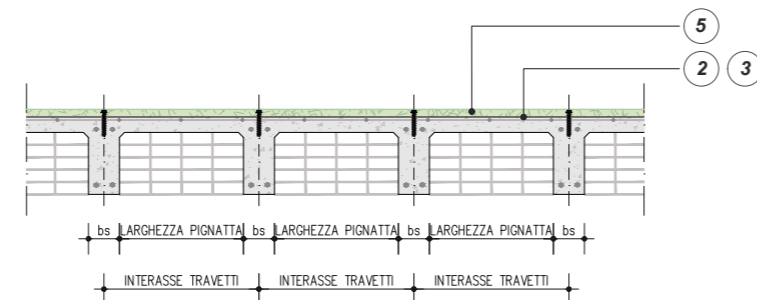 5
2 3
bs LARGHEZZA PIGNATTA bs LARGHEZZA PIGNATTA bs LARGHEZZA PIGNATTA bs
INTERASSE TRAVETTI INTERASSE TRAVETTI INTERASSE TRAVETTI